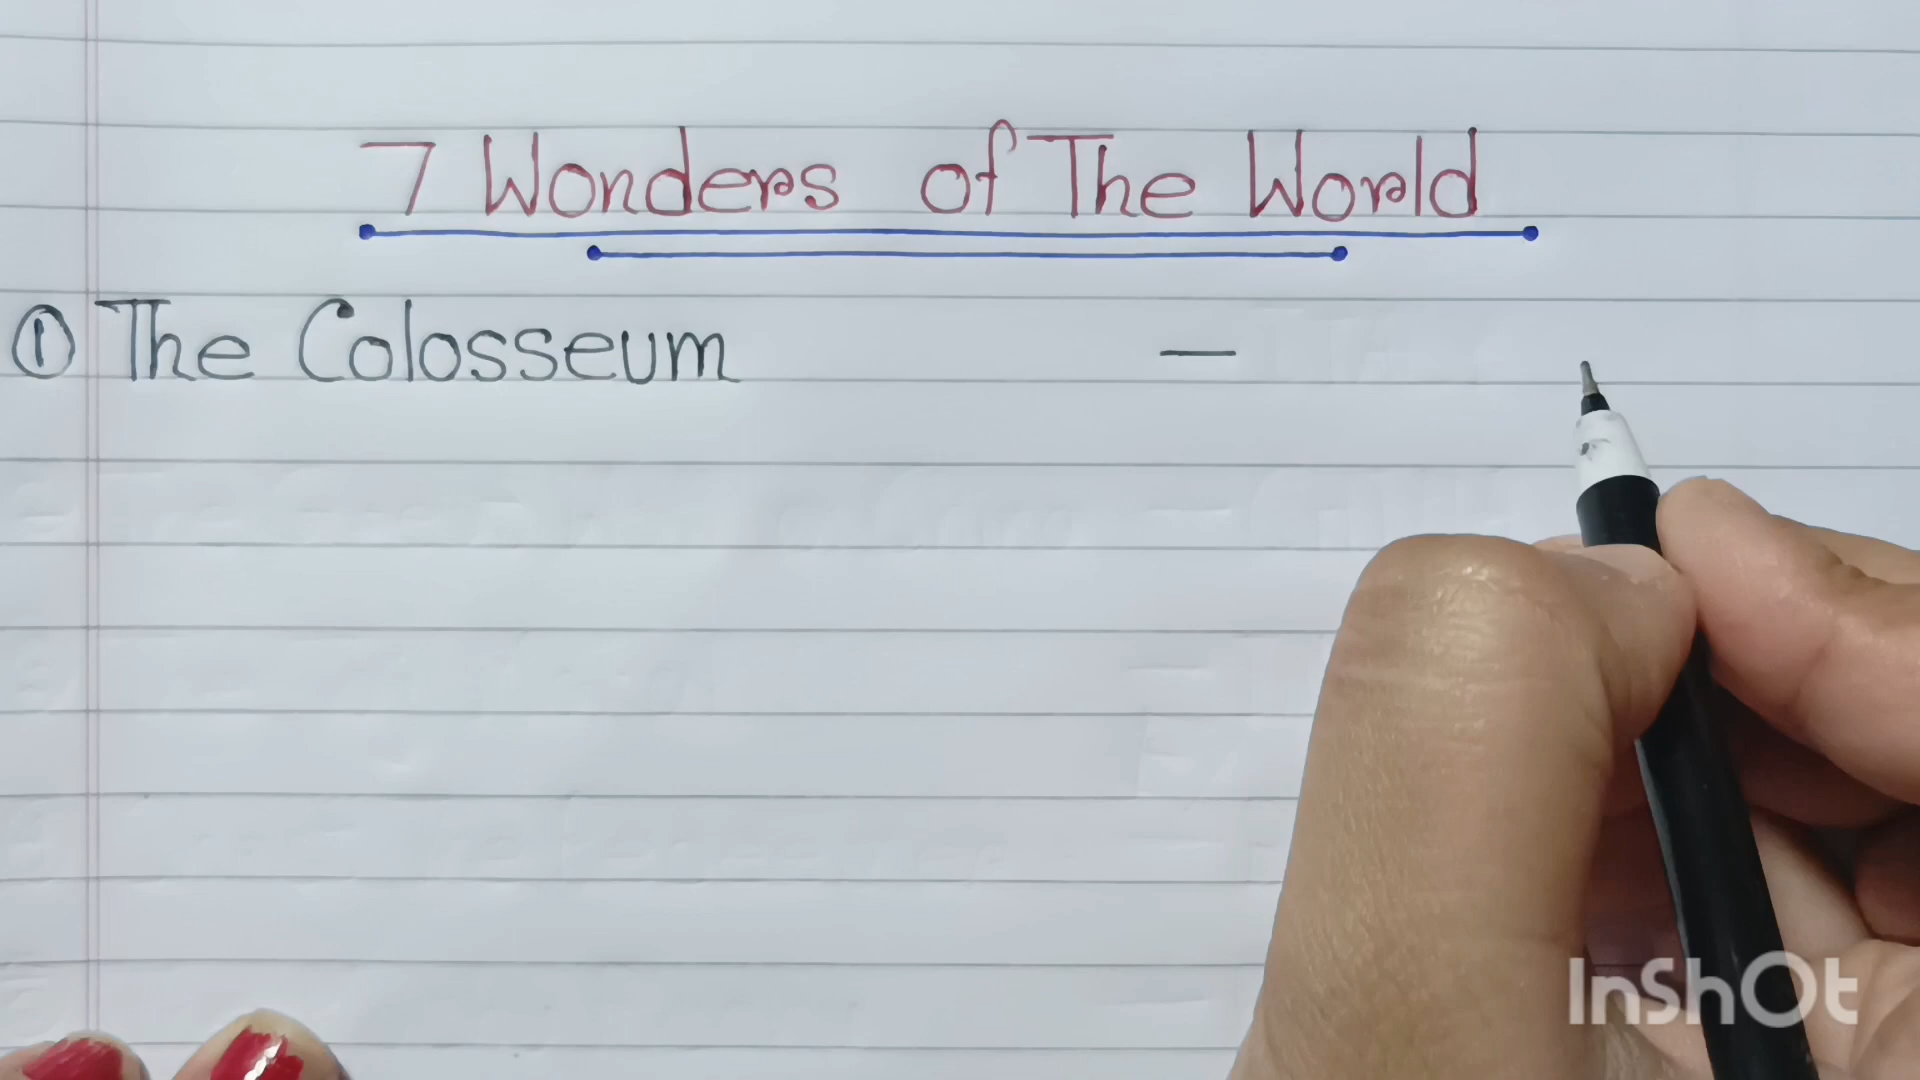 7 Wonders of The World
① The Colosseum —
InShOt